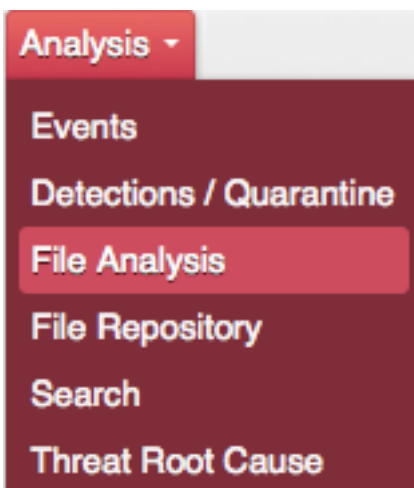 Analysis
Events
Detections / Quarantine
File Analysis
File Repository
Search
Threat Root Cause